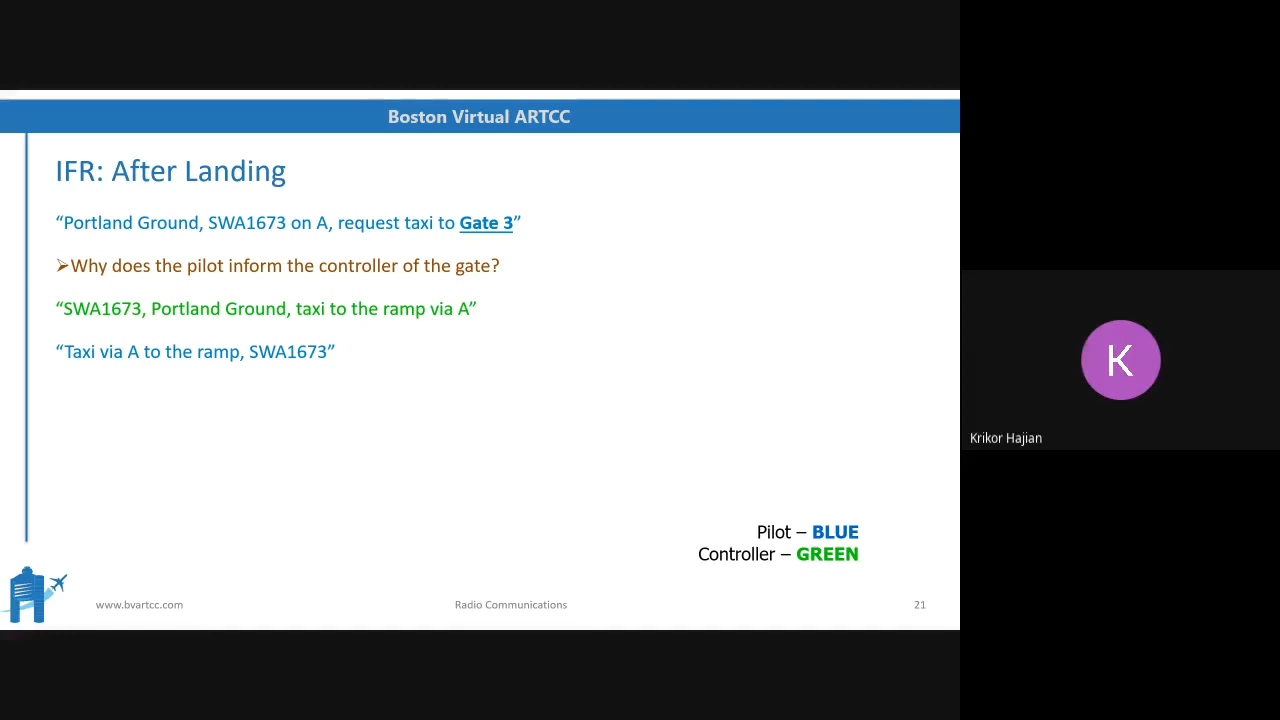 Boston Virtual ARTCC
IFR: After Landing
“Portland Ground, SWA1673 on A, request taxi to Gate 3”
➢Why does the pilot inform the controller of the gate?
“SWA1673, Portland Ground, taxi to the ramp via A”
“Taxi via A to the ramp, SWA1673”
Pilot – BLUE
Controller – GREEN
www.bvartcc.com
Radio Communications
21
K
Krikor Hajian